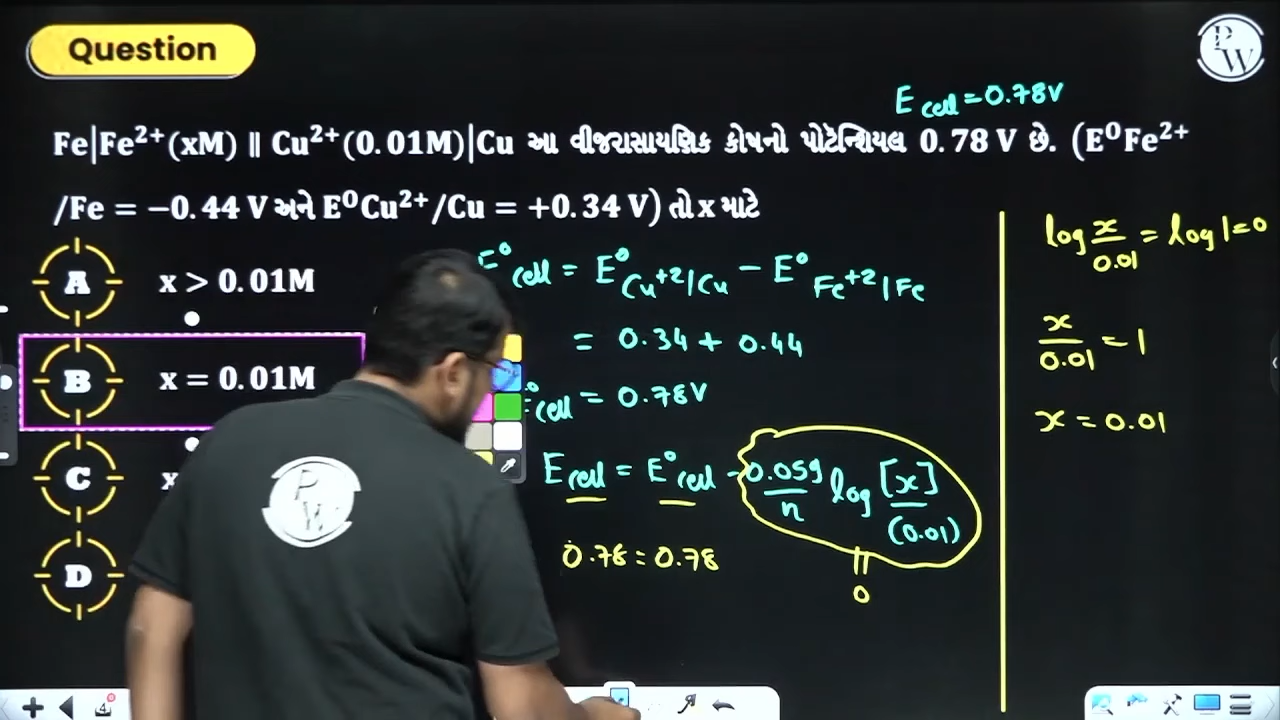 Question
P
W
E cell = 0.78V
Fe|Fe²⁺(xM) ∥ Cu²⁺(0.01M)|Cu આ વીજરાસાયણિક કોષનો પોટેન્શિયલ 0.78 V છે. (E⁰Fe²⁺
/Fe = −0.44 V અને E⁰Cu²⁺/Cu = +0.34 V) તો x માટે
A x > 0.01M
B x = 0.01M
C x
D
E° cell = E° Cu⁺²/Cu − E° Fe⁺²/Fe
= 0.34 + 0.44
cell = 0.78V
E cell = E° cell − 0.059/n log [x]/(0.01)
0.78 = 0.78
0
log x/0.01 = log 1 = 0
x/0.01 = 1
x = 0.01
P
W